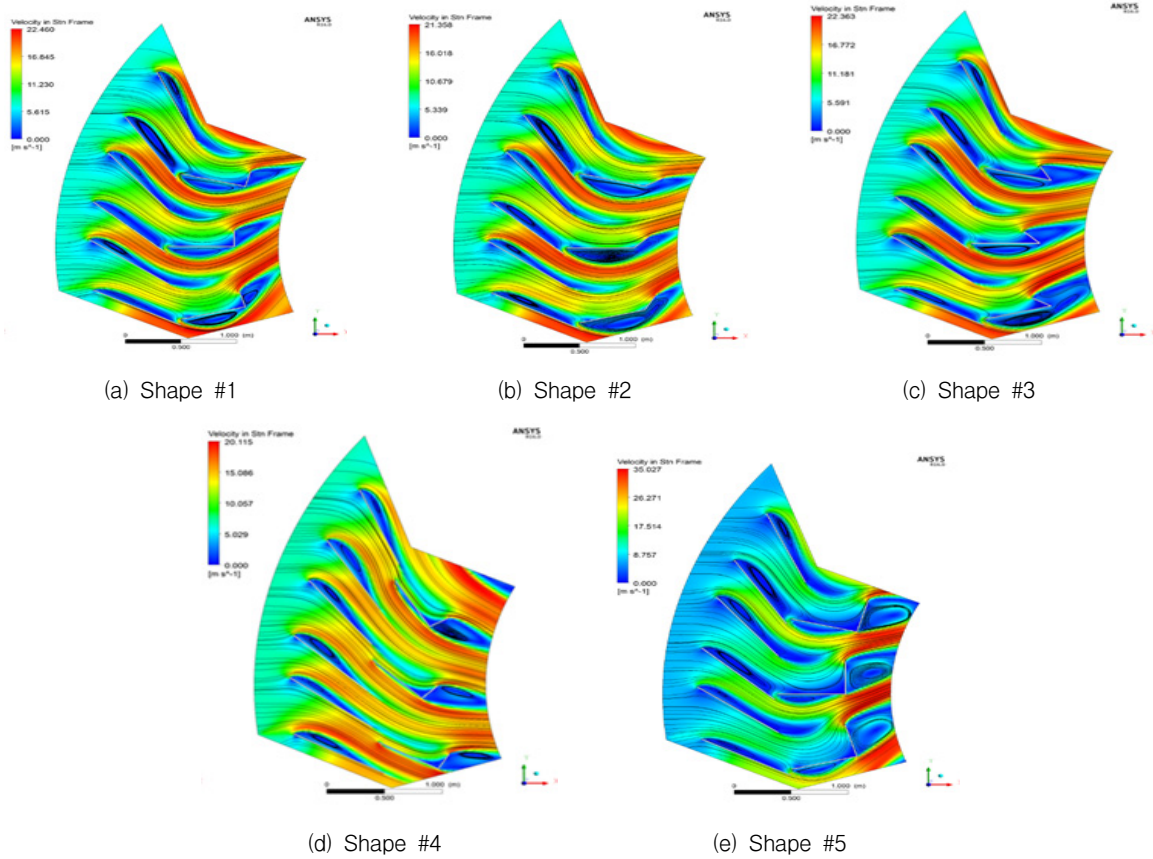 Velocity in Stn Frame
22.460
16.845
11.230
5.615
0.000
[m s^-1]
ANSYS
0
1.000 (m)
0.500
(a) Shape #1
Velocity in Stn Frame
21.358
16.018
10.679
5.339
0.000
[m s^-1]
ANSYS
0
1.000 (m)
0.500
(b) Shape #2
Velocity in Stn Frame
22.363
16.772
11.181
5.591
0.000
[m s^-1]
ANSYS
0
1.000 (m)
0.500
(c) Shape #3
Velocity in Stn Frame
20.115
15.086
10.057
5.029
0.000
[m s^-1]
ANSYS
0
1.000 (m)
0.500
(d) Shape #4
Velocity in Stn Frame
35.027
26.271
17.514
8.757
0.000
[m s^-1]
ANSYS
0
1.000 (m)
0.500
(e) Shape #5